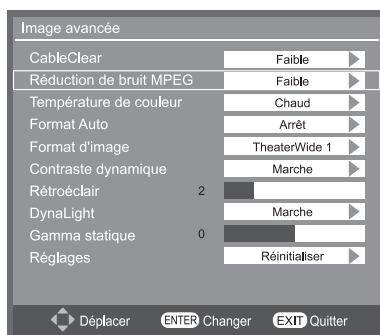 Image avancée
CableClear Faible
Réduction de bruit MPEG Faible
Température de couleur Chaud
Format Auto Arrêt
Format d'image TheaterWide 1
Contraste dynamique Marche
Rétroéclair 2
DynaLight Marche
Gamma statique 0
Réglages Réinitialiser
Déplacer ENTER Changer EXIT Quitter